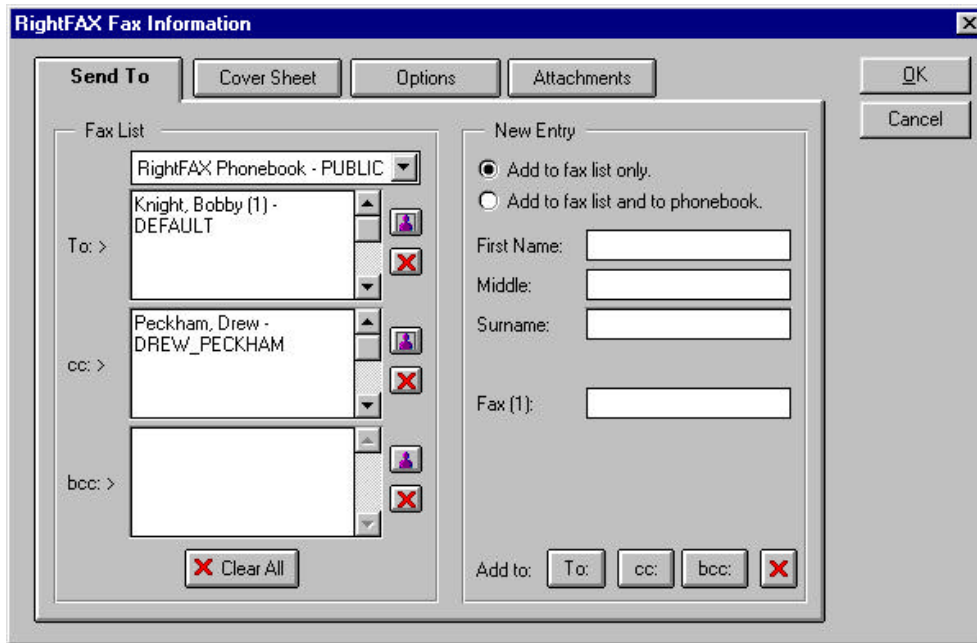 RightFAX Fax Information
Send To
Cover Sheet
Options
Attachments
OK
Cancel
Fax List
RightFAX Phonebook - PUBLIC
To: >
Knight, Bobby (1) -
DEFAULT
cc: >
Peckham, Drew -
DREW_PECKHAM
bcc: >
Clear All
New Entry
Add to fax list only.
Add to fax list and to phonebook.
First Name:
Middle:
Surname:
Fax (1):
Add to:
To:
cc:
bcc: